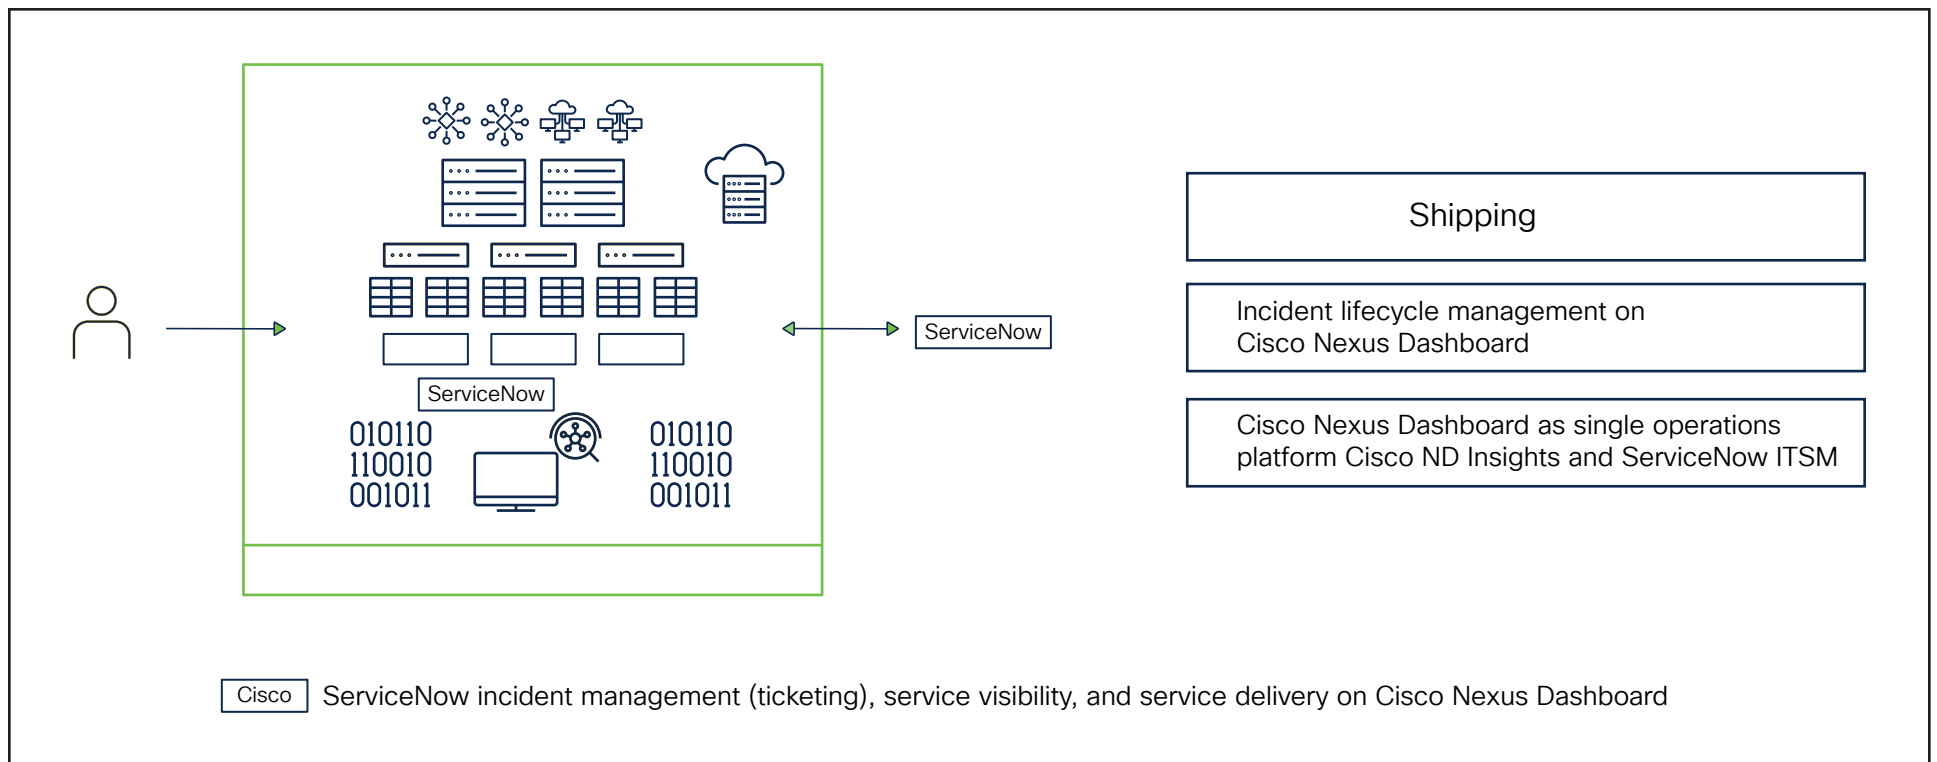 Shipping
Incident lifecycle management on
Cisco Nexus Dashboard
ServiceNow
ServiceNow
010110
110010
001011
010110
110010
001011
Cisco Nexus Dashboard as single operations
platform Cisco ND Insights and ServiceNow ITSM
Cisco ServiceNow incident management (ticketing), service visibility, and service delivery on Cisco Nexus Dashboard